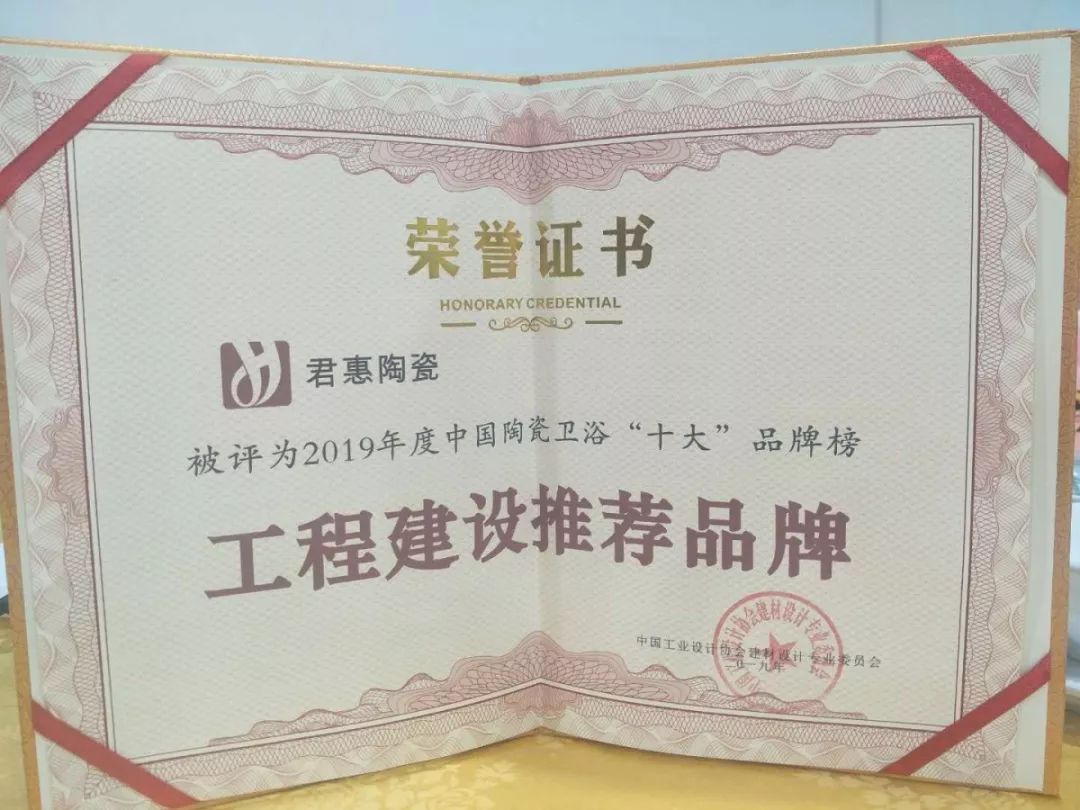 荣誉证书
HONORARY CREDENTIAL
君惠陶瓷
被评为2019年度中国陶瓷卫浴“十大”品牌榜
工程建设推荐品牌
中国工业设计协会建材设计专业委员会
二〇一九年